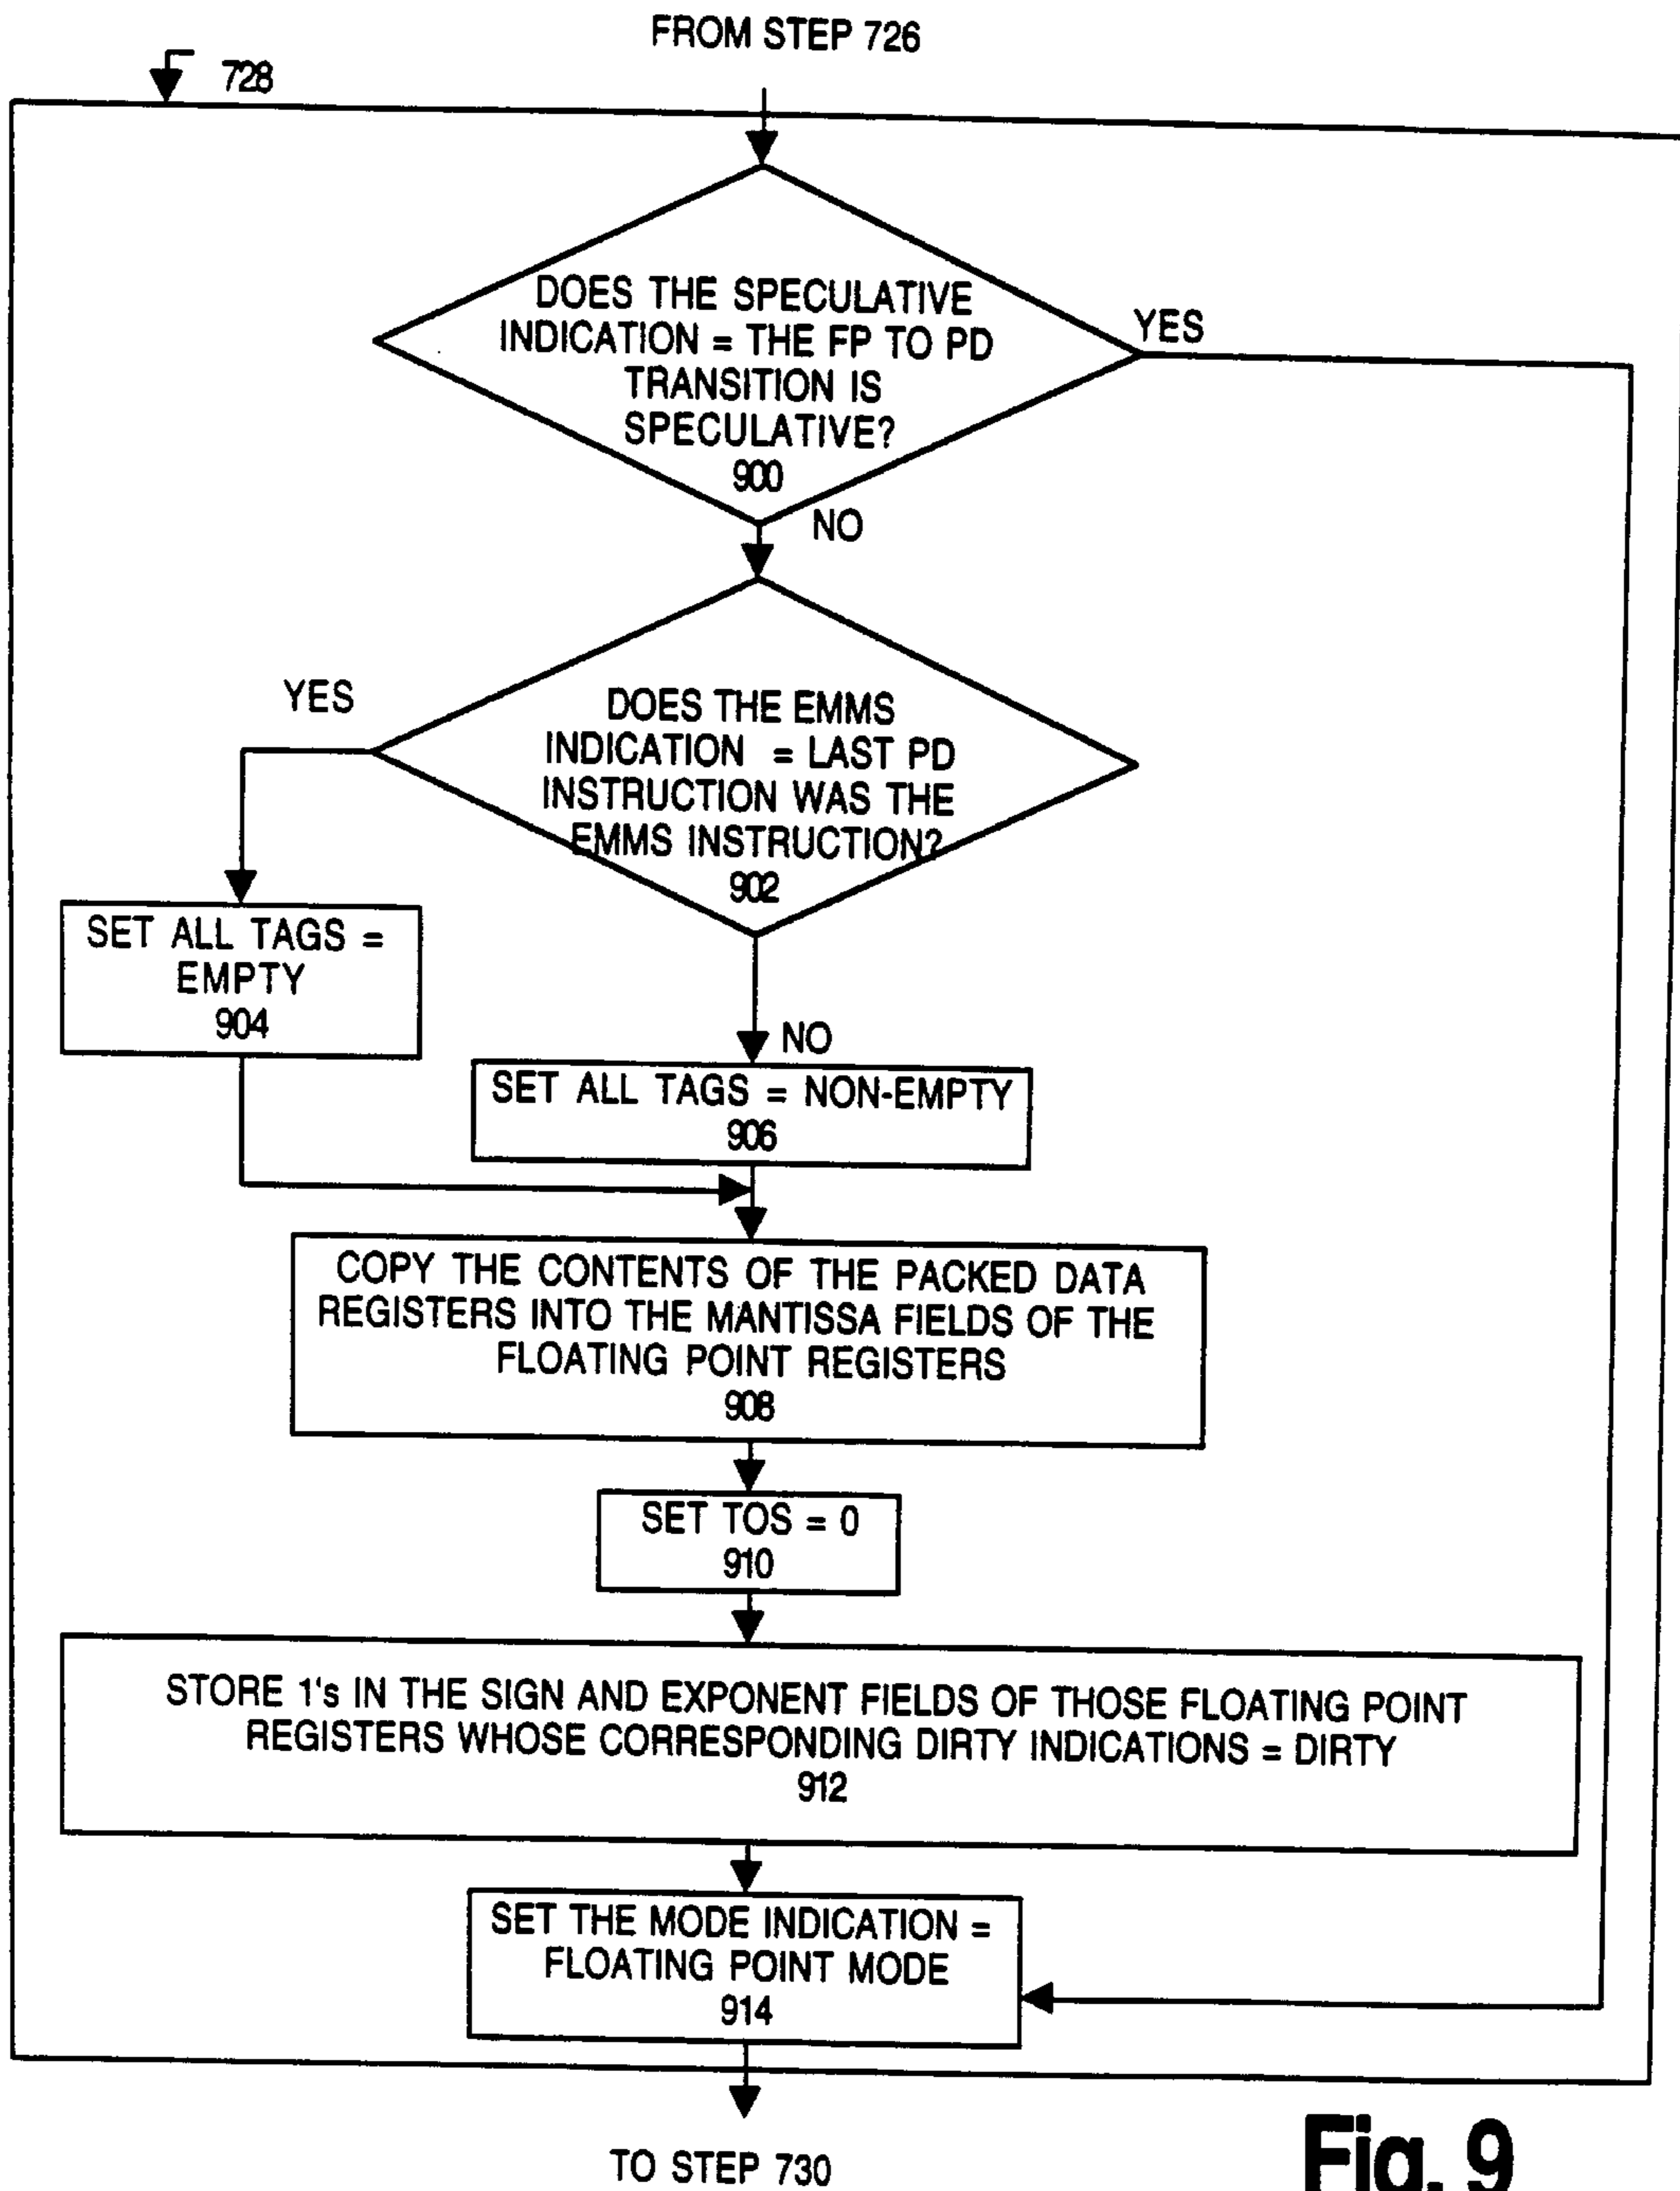 FROM STEP 726
728
DOES THE SPECULATIVE
INDICATION = THE FP TO PD
TRANSITION IS
SPECULATIVE?
900
YES
NO
YES
DOES THE EMMS
INDICATION = LAST PD
INSTRUCTION WAS THE
EMMS INSTRUCTION?
902
SET ALL TAGS =
EMPTY
904
NO
SET ALL TAGS = NON-EMPTY
906
COPY THE CONTENTS OF THE PACKED DATA
REGISTERS INTO THE MANTISSA FIELDS OF THE
FLOATING POINT REGISTERS
908
SET TOS = 0
910
STORE 1's IN THE SIGN AND EXPONENT FIELDS OF THOSE FLOATING POINT
REGISTERS WHOSE CORRESPONDING DIRTY INDICATIONS = DIRTY
912
SET THE MODE INDICATION =
FLOATING POINT MODE
914
TO STEP 730
Fig. 9